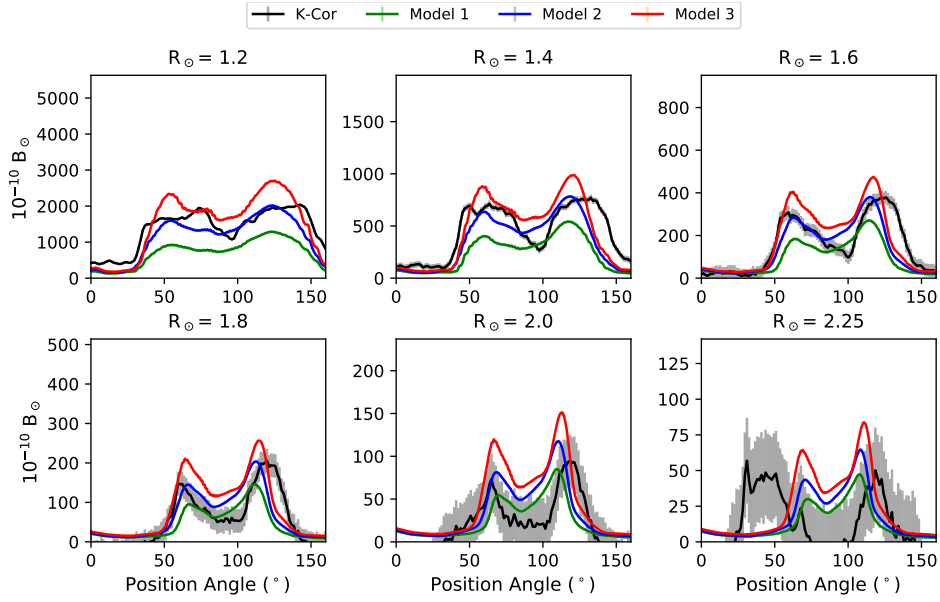 K-Cor Model 1 Model 2 Model 3
R☉ = 1.2 R☉ = 1.4 R☉ = 1.6
10⁻¹⁰ B☉
5000
4000
3000
2000
1000
0
0 50 100 150
1500
1000
500
0
0 50 100 150
800
600
400
200
0
0 50 100 150
R☉ = 1.8 R☉ = 2.0 R☉ = 2.25
10⁻¹⁰ B☉
500
400
300
200
100
0
0 50 100 150
200
150
100
50
0
0 50 100 150
125
100
75
50
25
0
0 50 100 150
Position Angle (°) Position Angle (°) Position Angle (°)